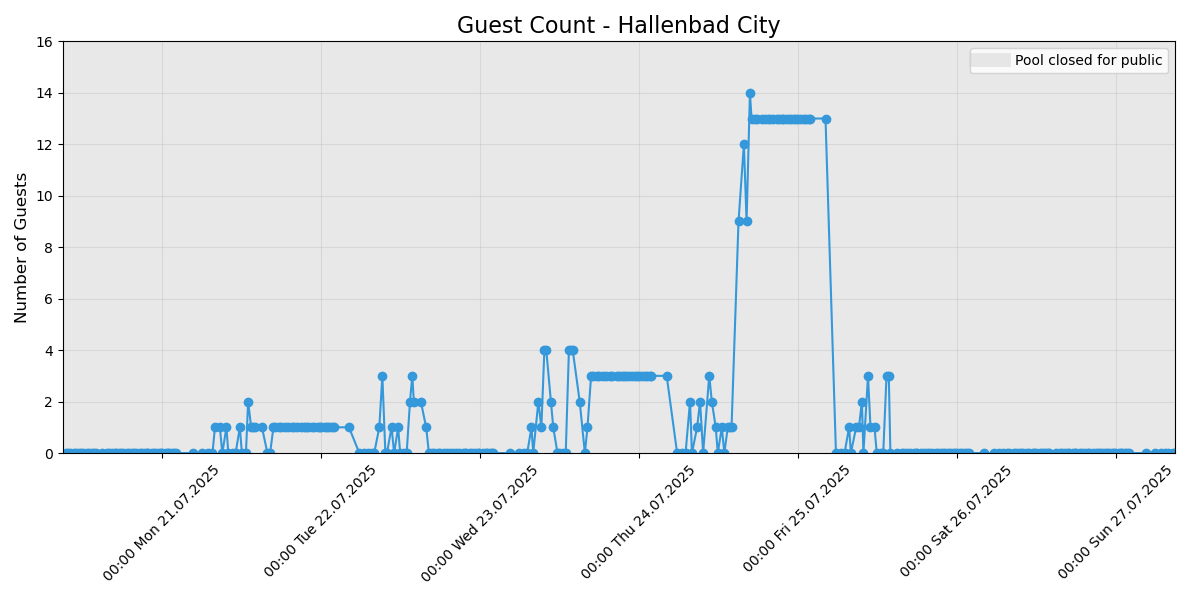 Guest Count - Hallenbad City
Pool closed for public
Number of Guests
16
14
12
10
8
6
4
2
0
00:00 Mon 21.07.2025
00:00 Tue 22.07.2025
00:00 Wed 23.07.2025
00:00 Thu 24.07.2025
00:00 Fri 25.07.2025
00:00 Sat 26.07.2025
00:00 Sun 27.07.2025